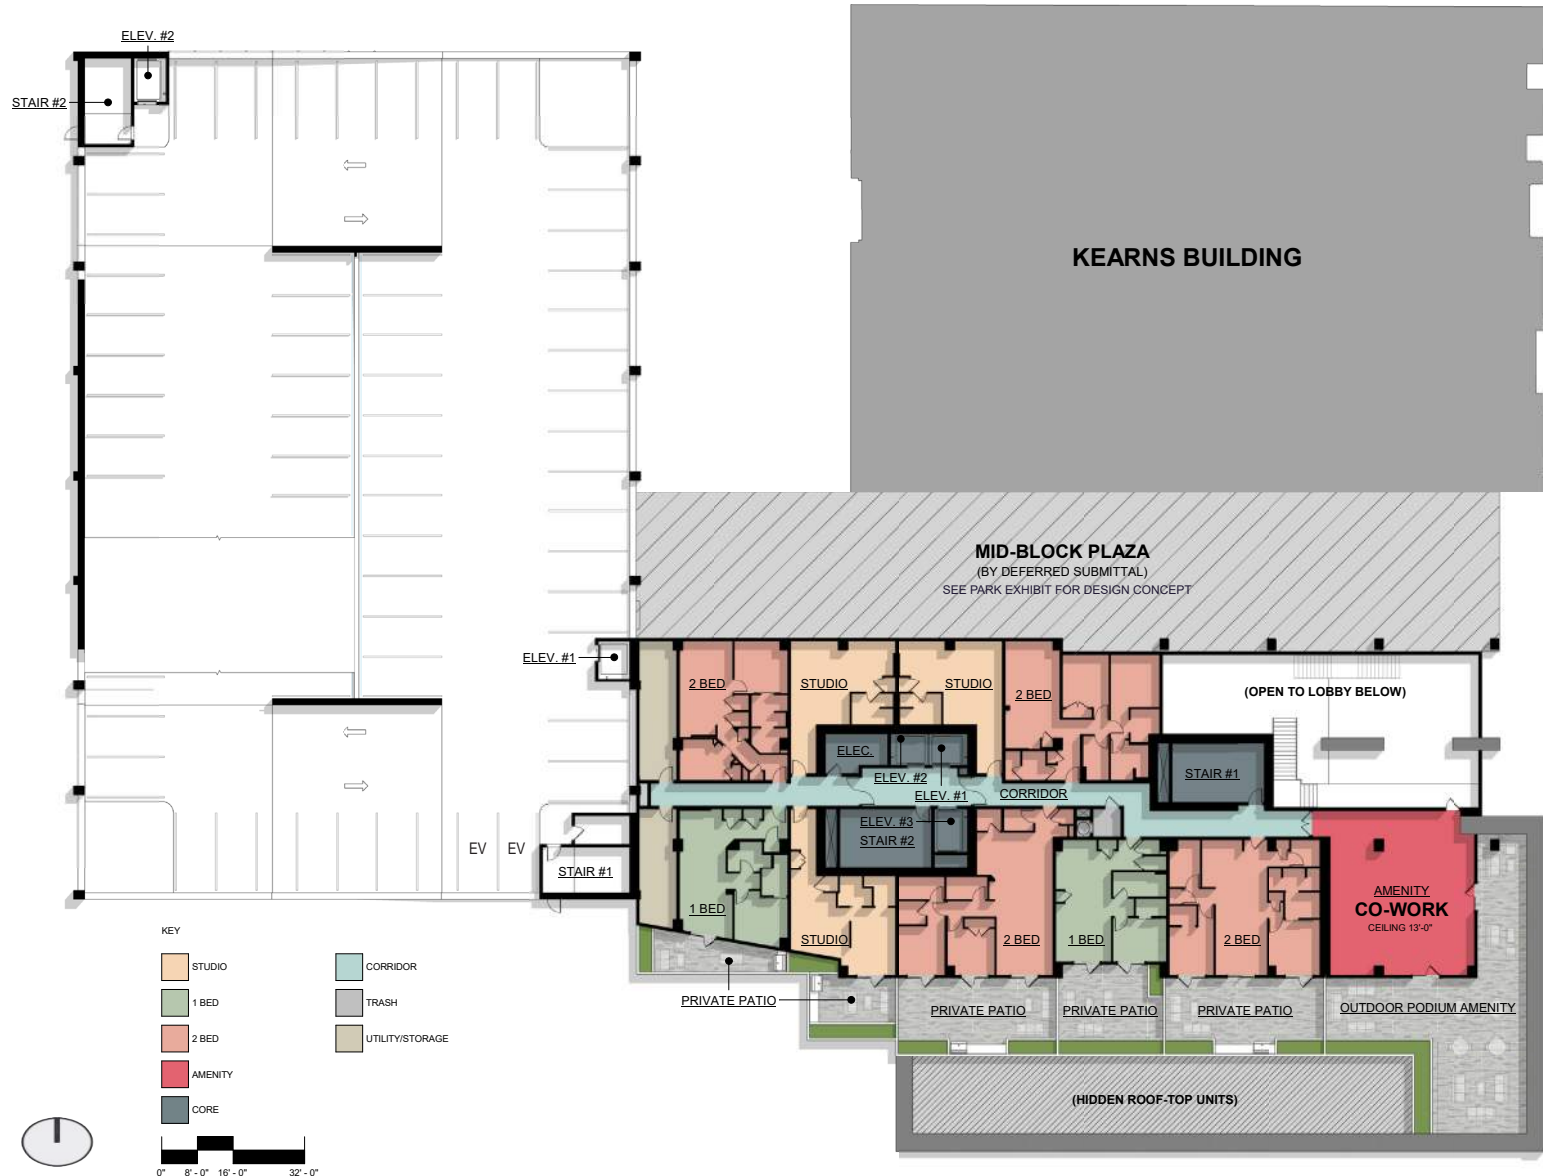 ELEV. #2
STAIR #2
KEARNS BUILDING
MID-BLOCK PLAZA
(BY DEFERRED SUBMITTAL)
SEE PARK EXHIBIT FOR DESIGN CONCEPT
ELEV. #1
2 BED
STUDIO
STUDIO
2 BED
(OPEN TO LOBBY BELOW)
ELEC.
ELEV. #2
ELEV. #1
CORRIDOR
STAIR #1
ELEV. #3
STAIR #2
EV
EV
STAIR #1
1 BED
STUDIO
2 BED
1 BED
2 BED
AMENITY
CO-WORK
CEILING 13'-0"
PRIVATE PATIO
PRIVATE PATIO
PRIVATE PATIO
PRIVATE PATIO
OUTDOOR PODIUM AMENITY
(HIDDEN ROOF-TOP UNITS)
KEY
STUDIO
1 BED
2 BED
AMENITY
CORE
CORRIDOR
TRASH
UTILITY/STORAGE
0" 8' - 0" 16' - 0" 32' - 0"